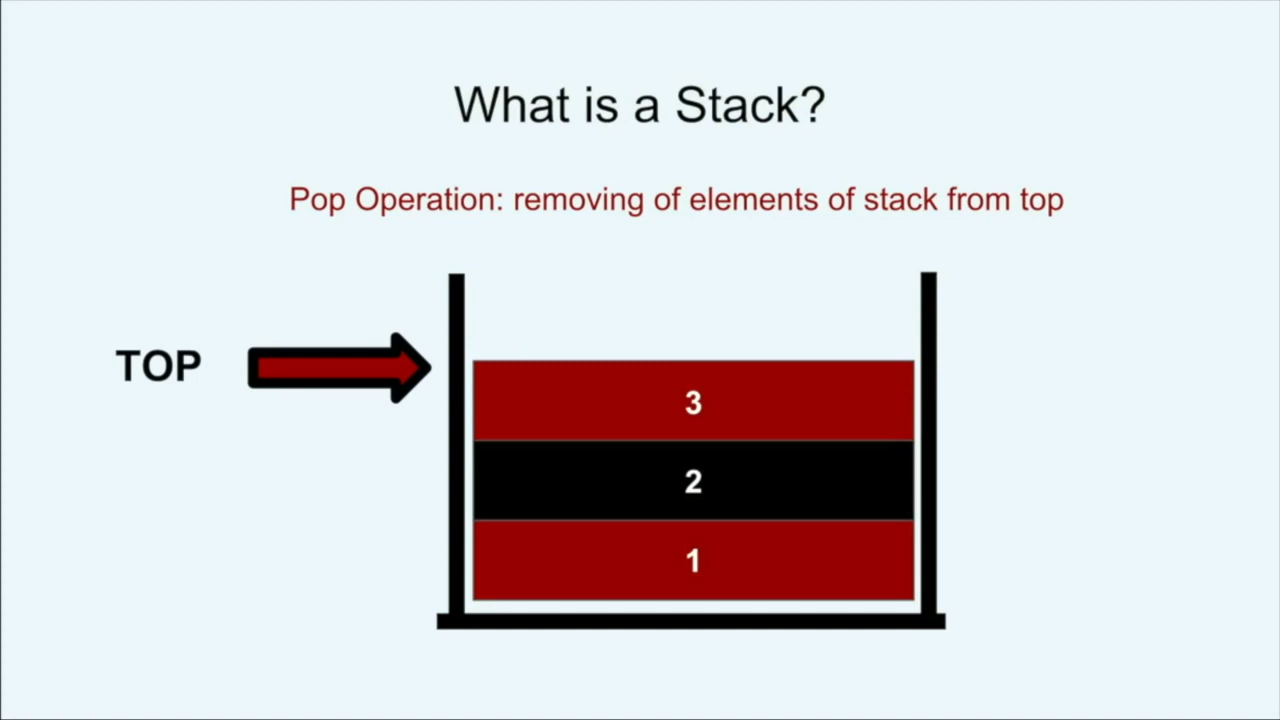 What is a Stack?
Pop Operation: removing of elements of stack from top
TOP
3
2
1